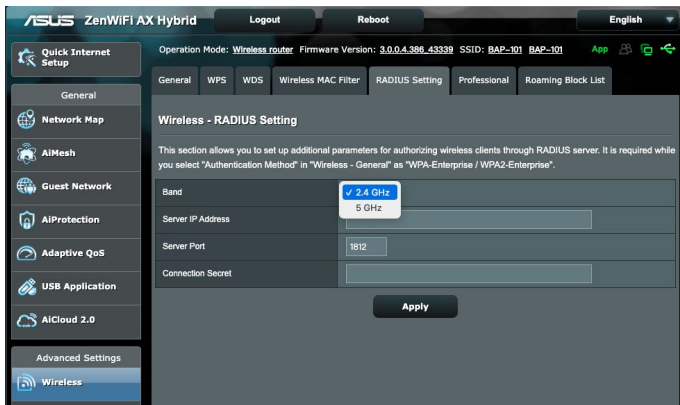 ASUS ZenWiFi AX Hybrid Logout Reboot English
Quick Internet Setup
Operation Mode: Wireless router Firmware Version: 3.0.0.4.386_43339 SSID: BAP-101 BAP-101 App
General WPS WDS Wireless MAC Filter RADIUS Setting Professional Roaming Block List
General
Network Map
AiMesh
Guest Network
AiProtection
Adaptive QoS
USB Application
AiCloud 2.0
Advanced Settings
Wireless
Wireless - RADIUS Setting
This section allows you to set up additional parameters for authorizing wireless clients through RADIUS server. It is required while
you select "Authentication Method" in "Wireless - General" as "WPA-Enterprise / WPA2-Enterprise".
Band
✓ 2.4 GHz
5 GHz
Server IP Address
Server Port 1812
Connection Secret
Apply